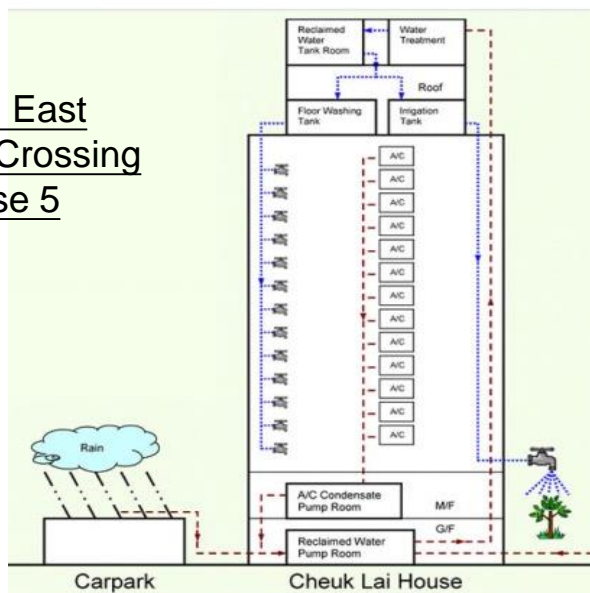 East
Crossing
se 5
Reclaimed
Water
Tank Room
Water
Treatment
Roof
Floor Washing
Tank
Irrigation
Tank
A/C
A/C
A/C
A/C
A/C
A/C
A/C
A/C
A/C
A/C
A/C
A/C
A/C
Rain
A/C Condensate
Pump Room
M/F
G/F
Reclaimed Water
Pump Room
Carpark
Cheuk Lai House